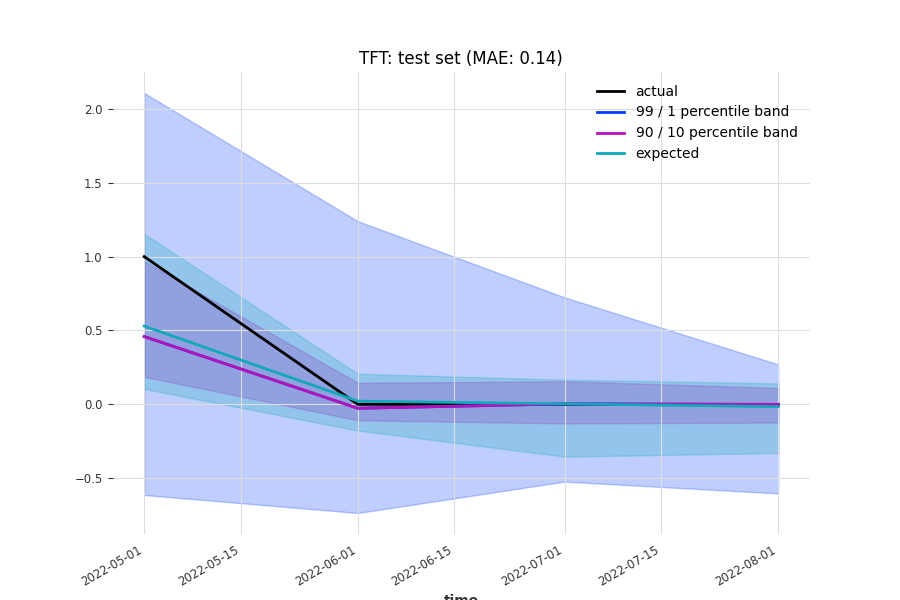 TFT: test set (MAE: 0.14)
actual
99 / 1 percentile band
90 / 10 percentile band
expected
2.0
1.5
1.0
0.5
0.0
−0.5
2022-05-01
2022-05-15
2022-06-01
2022-06-15
2022-07-01
2022-07-15
2022-08-01
time